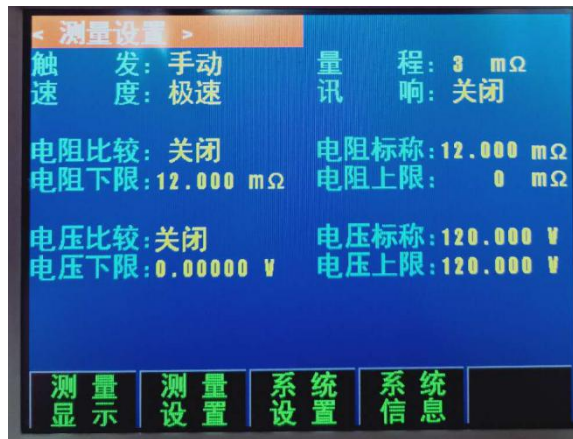 < 测量设置 >
触 发: 手动 量 程: 3 mΩ
速 度: 极速 讯 响: 关闭
电阻比较: 关闭 电阻标称:12.000 mΩ
电阻下限:12.000 mΩ 电阻上限: 0 mΩ
电压比较:关闭 电压标称:120.000 V
电压下限:0.00000 V 电压上限:120.000 V
测量显示 测量设置 系统设置 系统信息